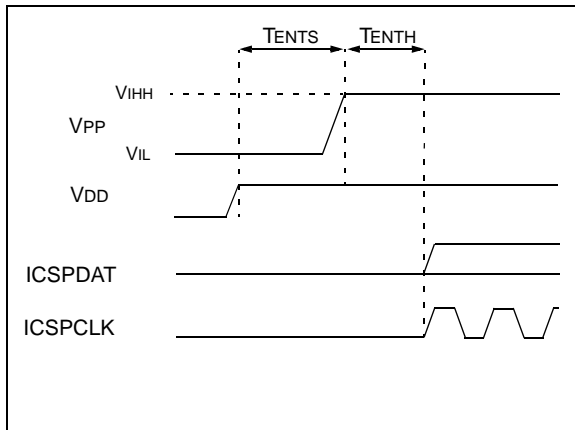 TENTS TENTH
VIHH
VPP
VIL
VDD
ICSPDAT
ICSPCLK